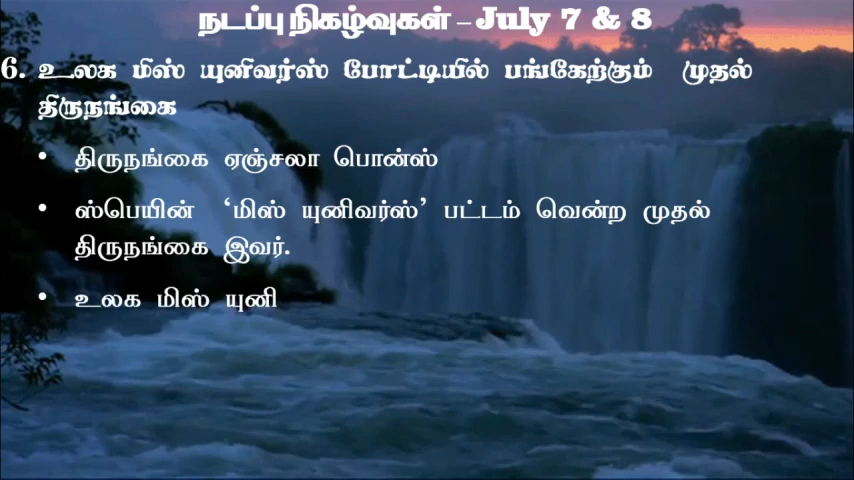 நடப்பு நிகழ்வுகள் – July 7 & 8
6. உலக மிஸ் யுனிவர்ஸ் போட்டியில் பங்கேற்கும் முதல்
திருநங்கை
• திருநங்கை ஏஞ்சலா பொன்ஸ்
• ஸ்பெயின் ‘மிஸ் யுனிவர்ஸ்’ பட்டம் வென்ற முதல்
திருநங்கை இவர்.
• உலக மிஸ் யுனி